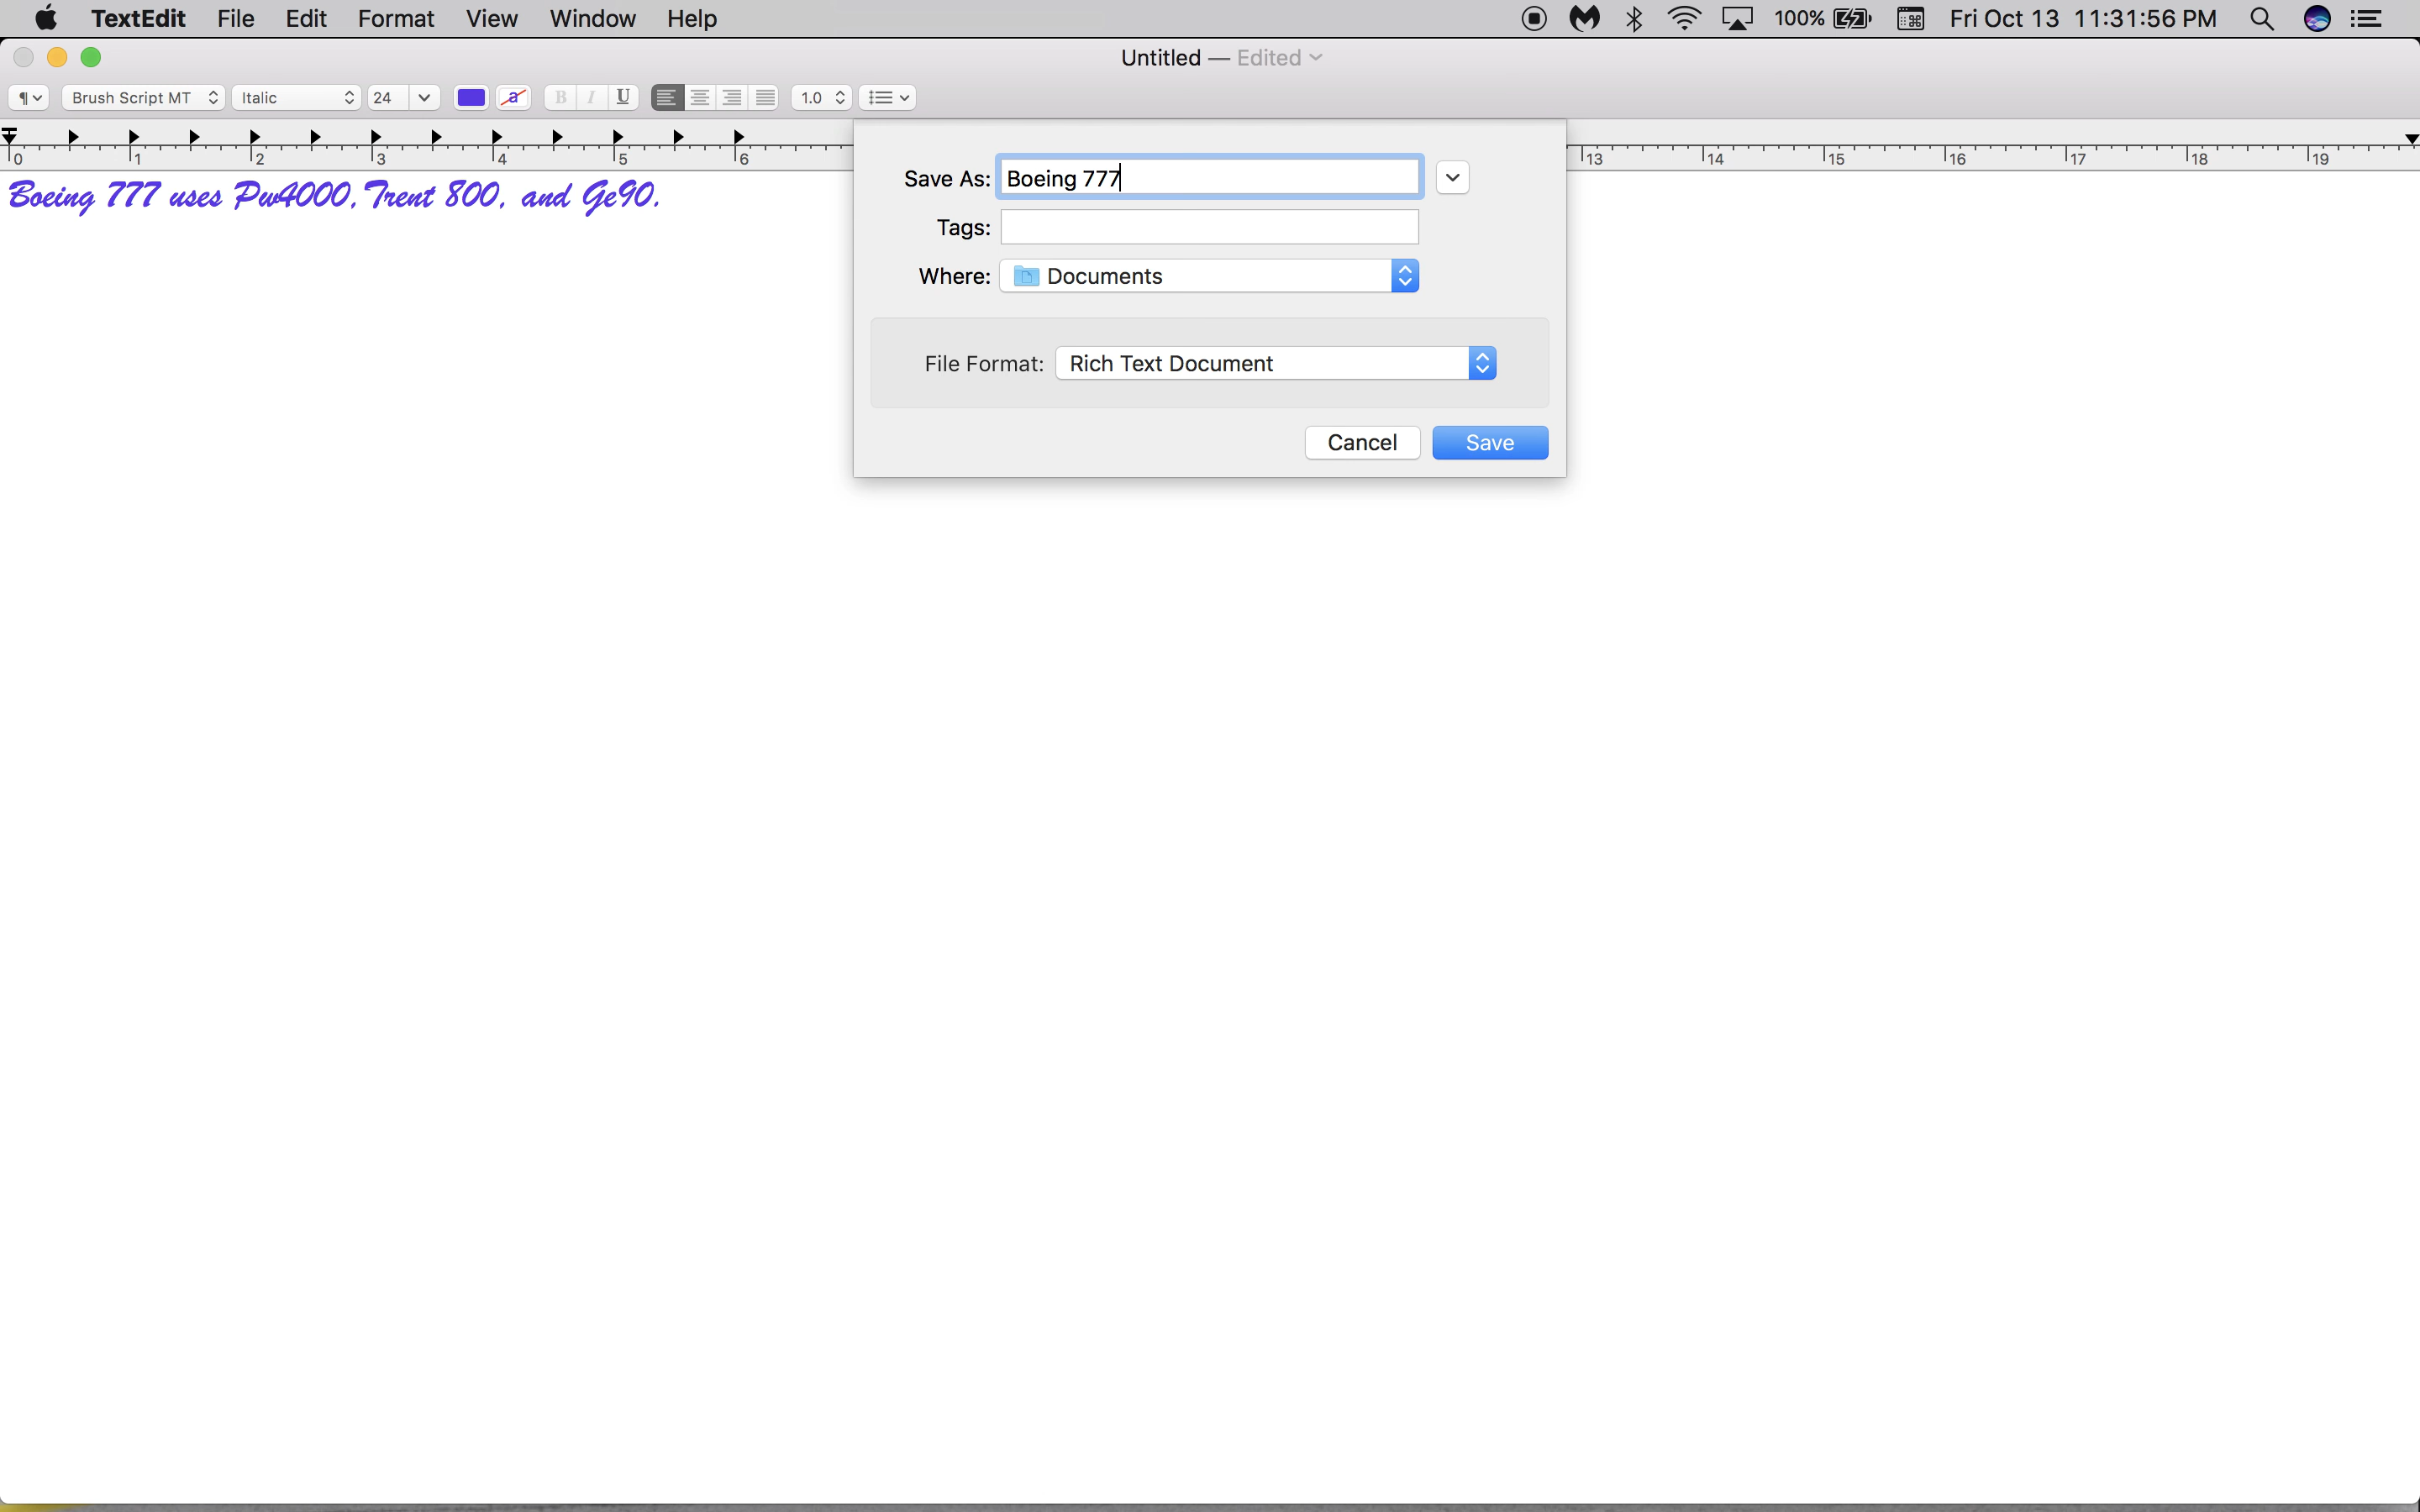 TextEdit File Edit Format View Window Help 100% Fri Oct 13 11:31:56 PM
Untitled — Edited
¶ Brush Script MT Italic 24 a B I U 1.0
0 1 2 3 4 5 6 13 14 15 16 17 18 19
Boeing 777 uses Pw4000, Trent 800, and Ge90.
Save As: Boeing 777
Tags:
Where: Documents
File Format: Rich Text Document
Cancel Save